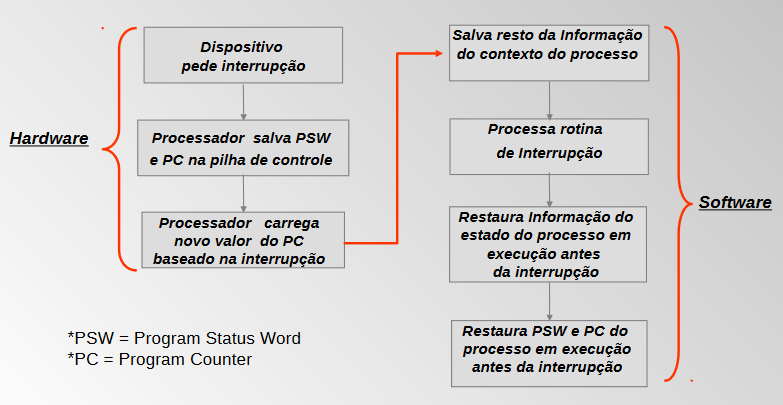 Hardware
Dispositivo
pede interrupção
Processador salva PSW
e PC na pilha de controle
Processador carrega
novo valor do PC
baseado na interrupção
Salva resto da Informação
do contexto do processo
Processa rotina
de Interrupção
Restaura Informação do
estado do processo em
execução antes
da interrupção
Restaura PSW e PC do
processo em execução
antes da interrupção
Software
*PSW = Program Status Word
*PC = Program Counter